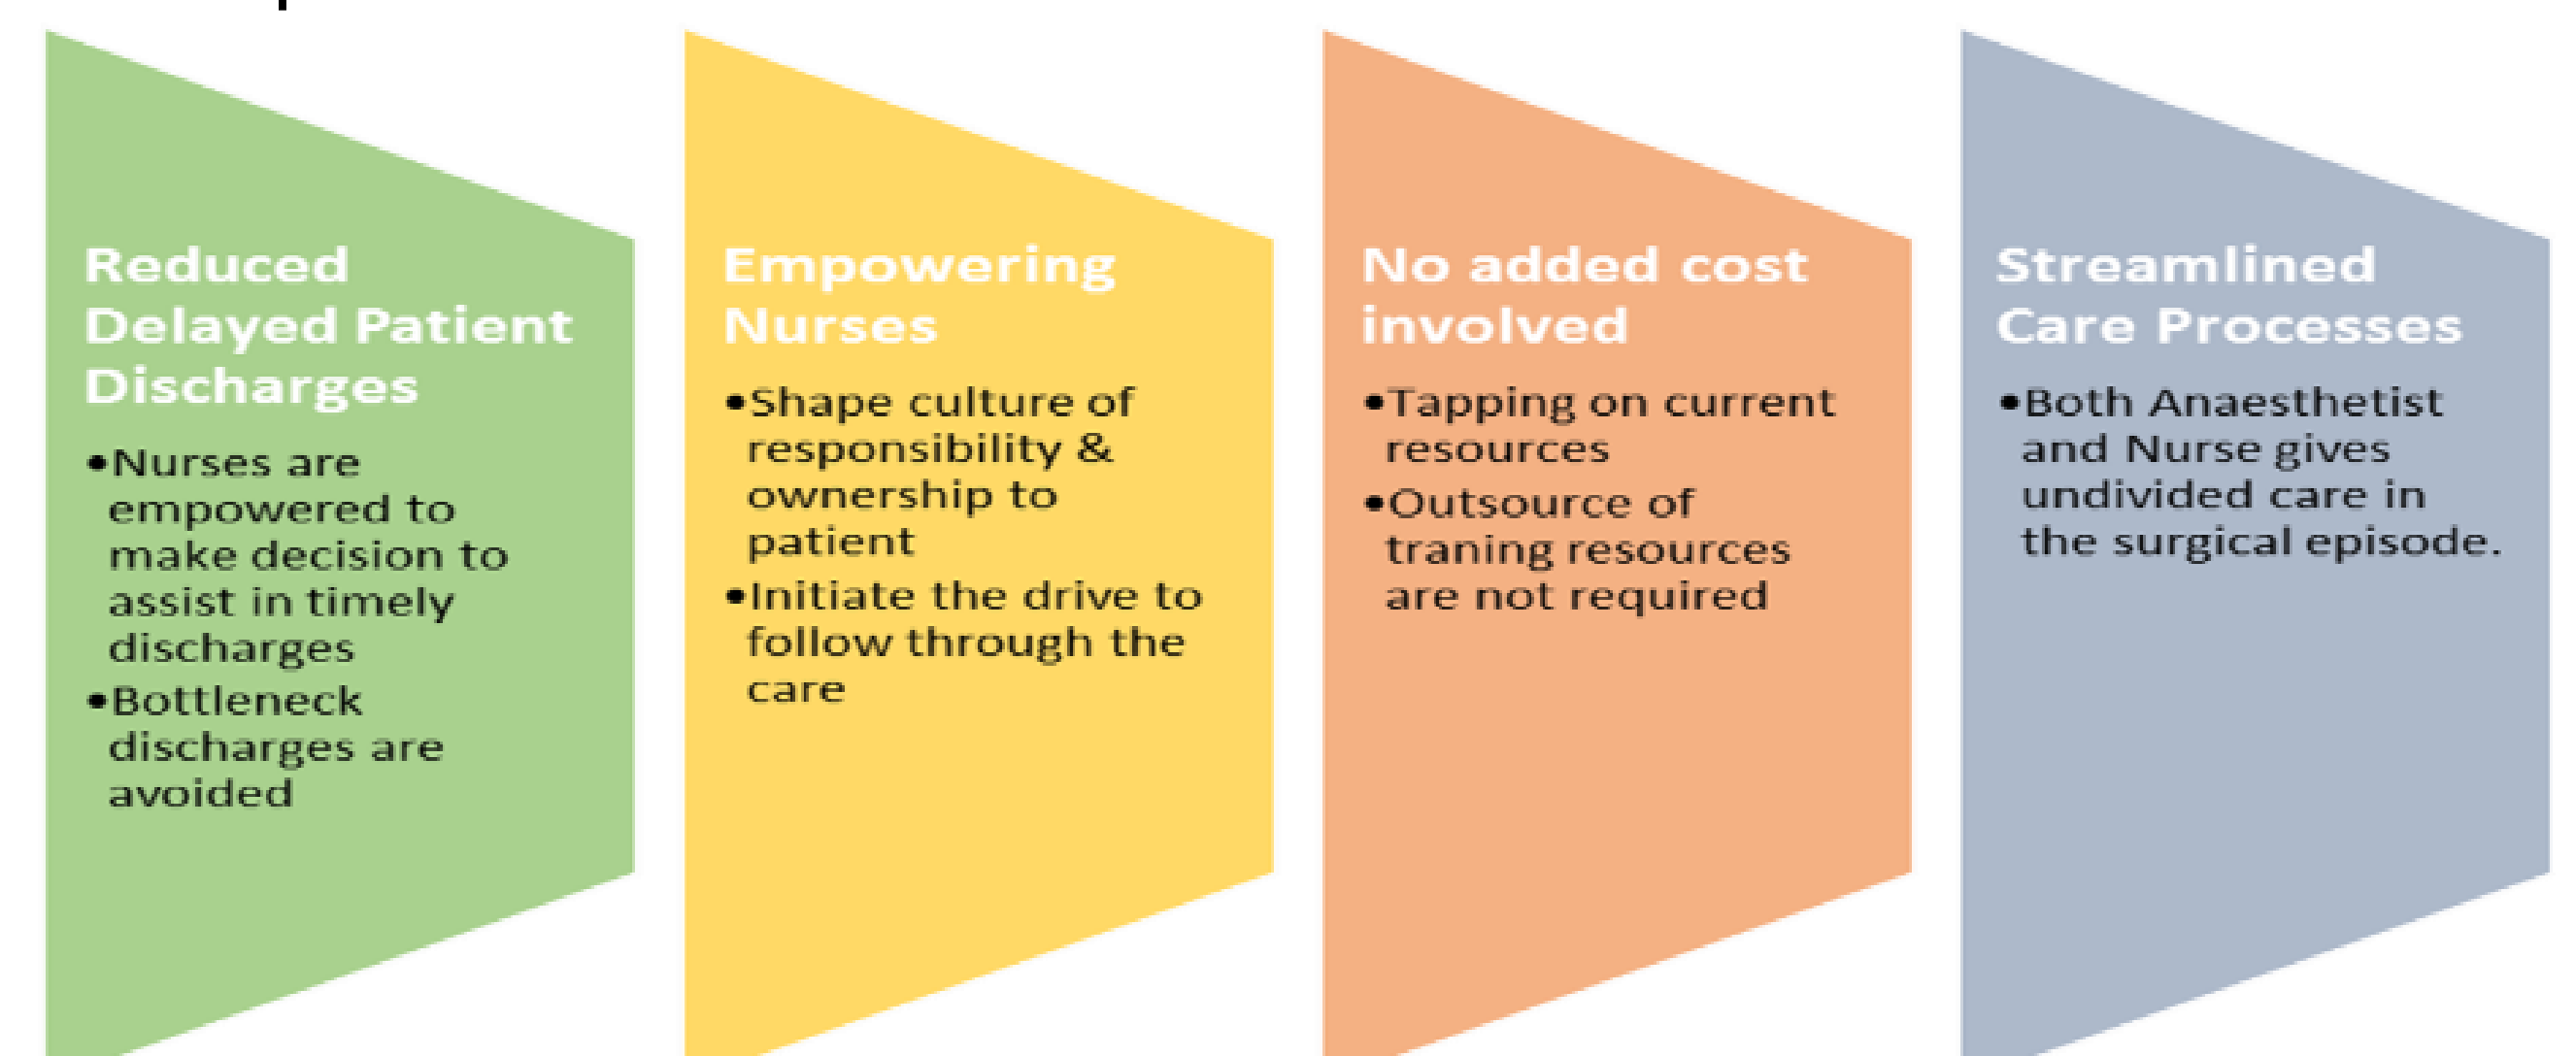 Reduced
Delayed Patient
Discharges
•Nurses are
empowered to
make decision to
assist in timely
discharges
•Bottleneck
discharges are
avoided
Empowering
Nurses
•Shape culture of
responsibility &
ownership to
patient
•Initiate the drive to
follow through the
care
No added cost
involved
•Tapping on current
resources
•Outsource of
traning resources
are not required
Streamlined
Care Processes
•Both Anaesthetist
and Nurse gives
undivided care in
the surgical episode.